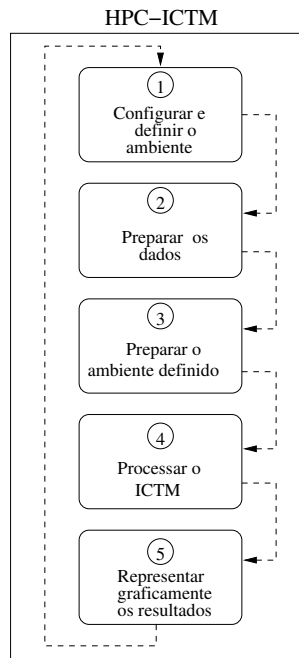 HPC-ICTM
1
Configurar e
definir o
ambiente
2
Preparar os
dados
3
Preparar o
ambiente definido
4
Processar o
ICTM
5
Representar
graficamente
os resultados